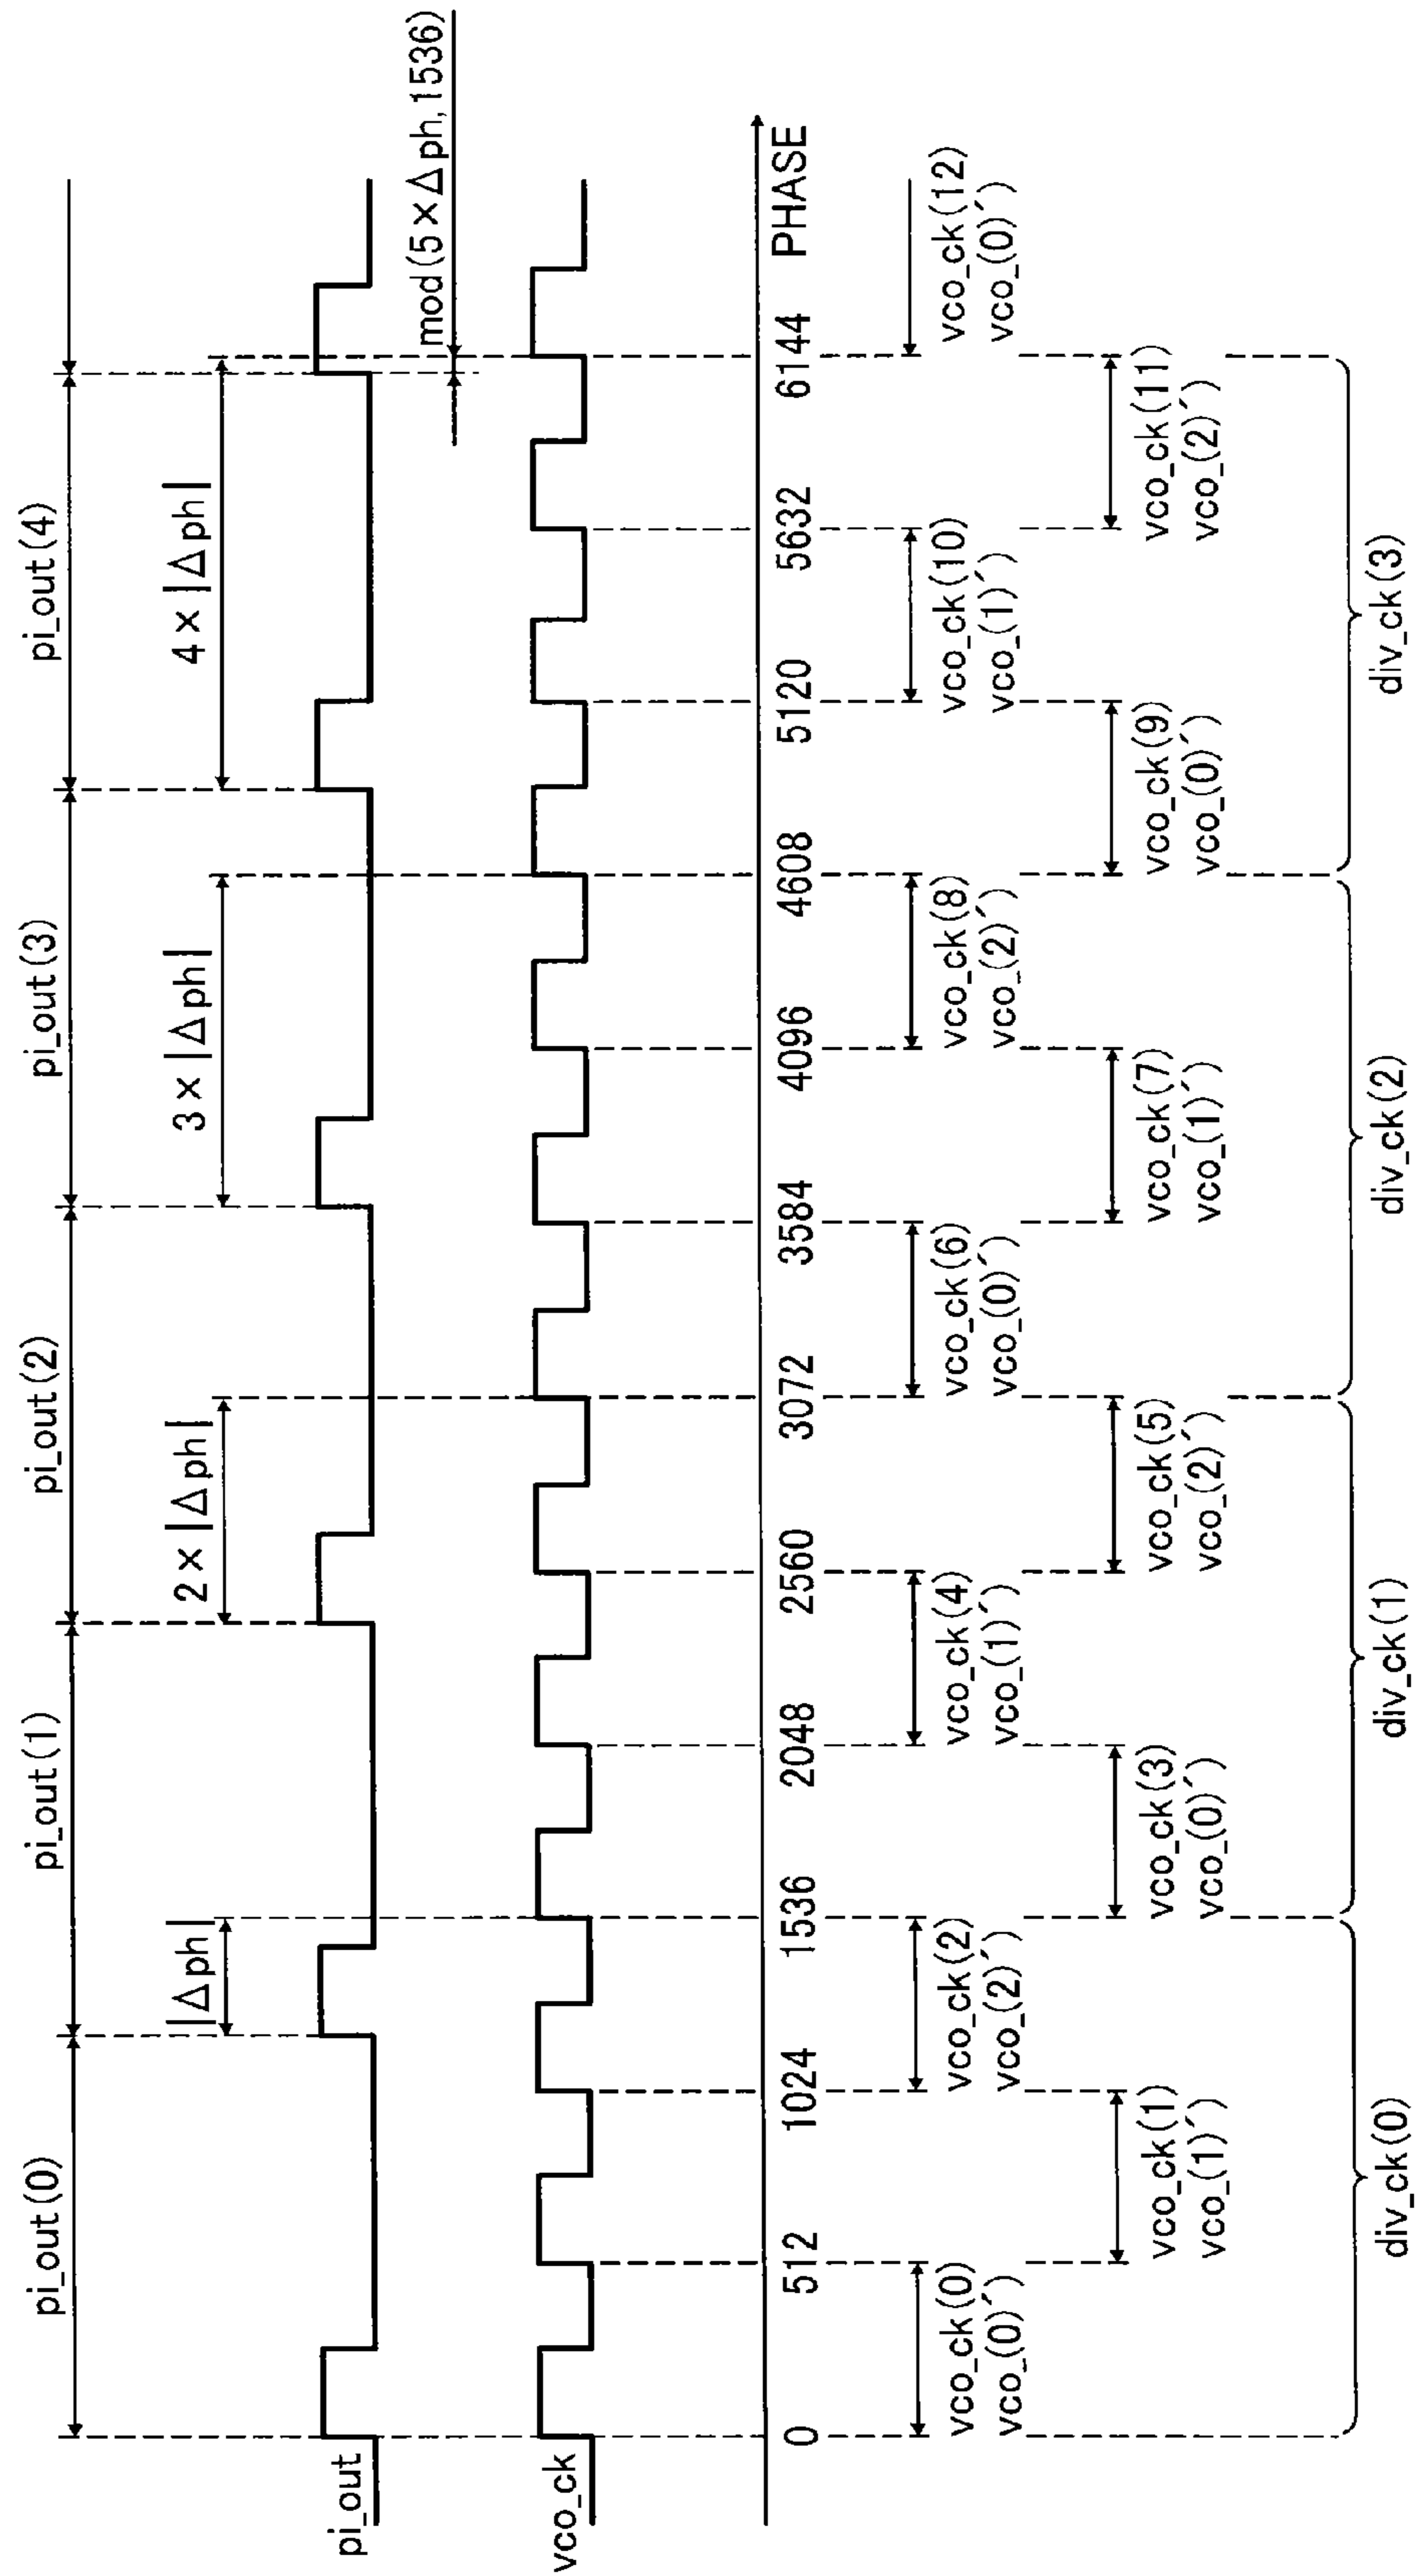 pi_out(0)
pi_out(1)
pi_out(2)
pi_out(3)
pi_out(4)
|Δph|
2×|Δph|
3×|Δph|
4×|Δph|
pi_out
mod(5×Δph,1536)
vco_ck
0
512
1024
1536
2048
2560
3072
3584
4096
4608
5120
5632
6144
PHASE
vco_ck(0)
vco_(0)′)
vco_ck(2)
vco_(2)′)
vco_ck(4)
vco_(1)′)
vco_ck(6)
vco_(0)′)
vco_ck(8)
vco_(2)′)
vco_ck(10)
vco_(1)′)
vco_ck(12)
vco_(0)′)
vco_ck(1)
vco_(1)′)
vco_ck(3)
vco_(0)′)
vco_ck(5)
vco_(2)′)
vco_ck(7)
vco_(1)′)
vco_ck(9)
vco_(0)′)
vco_ck(11)
vco_(2)′)
div_ck(0)
div_ck(1)
div_ck(2)
div_ck(3)